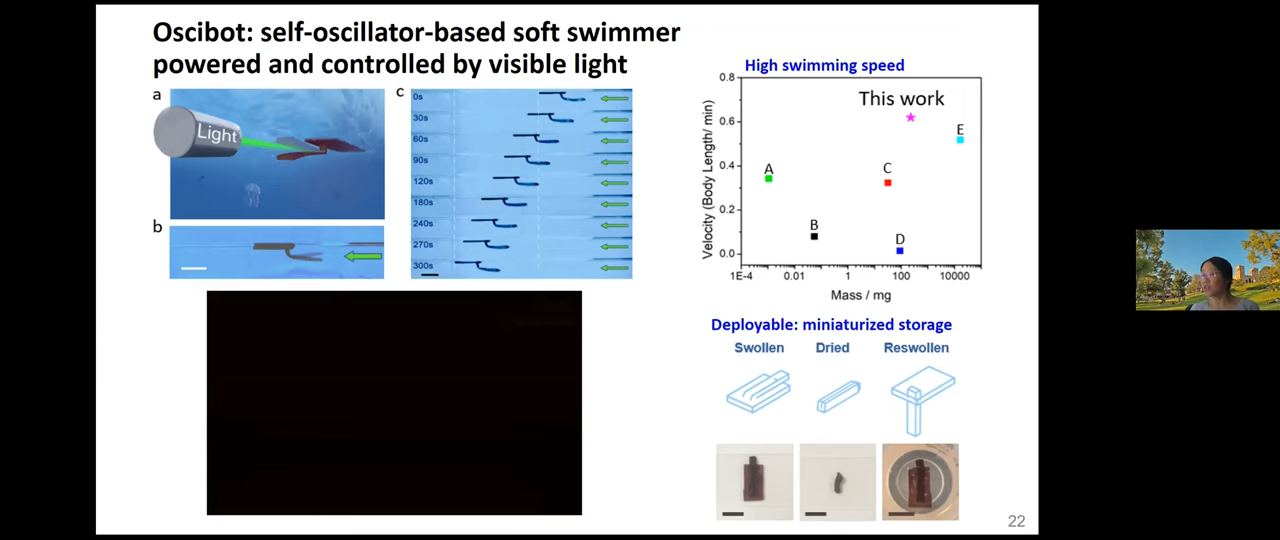 Oscibot: self-oscillator-based soft swimmer
powered and controlled by visible light
a
Light
b
c
0s
30s
60s
90s
120s
180s
240s
270s
300s
High swimming speed
0.8
0.6
0.4
0.2
0.0
Velocity (Body Length/ min)
This work
A
B
C
D
E
1E-4
0.01
1
100
10000
Mass / mg
Deployable: miniaturized storage
Swollen Dried Reswollen
22